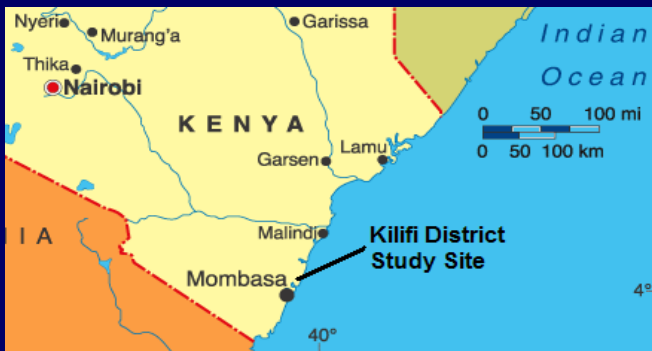 Nyeri
Murang'a
Garissa
Indian
Ocean
Thika
Nairobi
0 50 100 mi
0 50 100 km
KENYA
Lamu
Garsen
NIA
Malindi
Kilifi District
Study Site
Mombasa
4°
40°